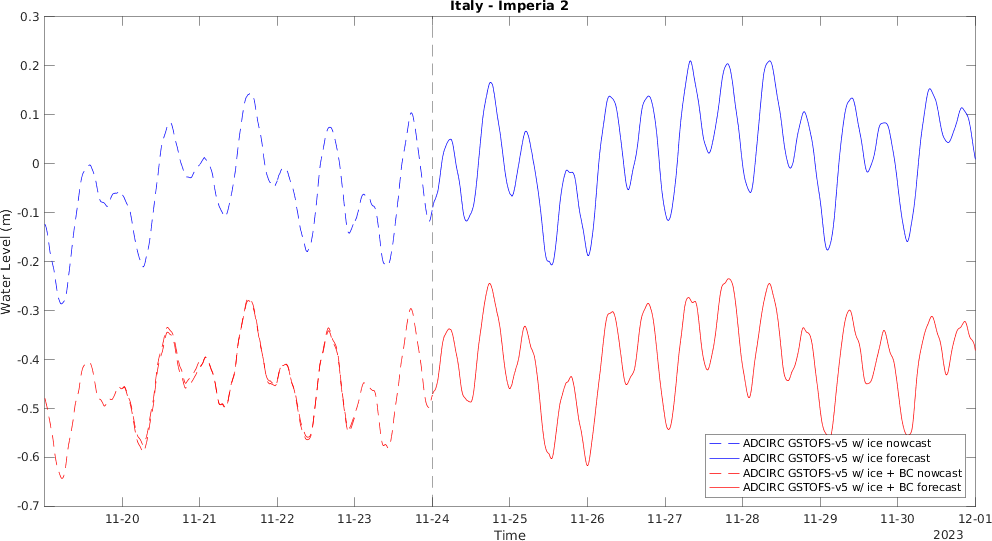 Italy - Imperia 2
Water Level (m)
0.3
0.2
0.1
0
-0.1
-0.2
-0.3
-0.4
-0.5
-0.6
-0.7
ADCIRC GSTOFS-v5 w/ ice nowcast
ADCIRC GSTOFS-v5 w/ ice forecast
ADCIRC GSTOFS-v5 w/ ice + BC nowcast
ADCIRC GSTOFS-v5 w/ ice + BC forecast
11-20 11-21 11-22 11-23 11-24 11-25 11-26 11-27 11-28 11-29 11-30 12-01
Time
2023